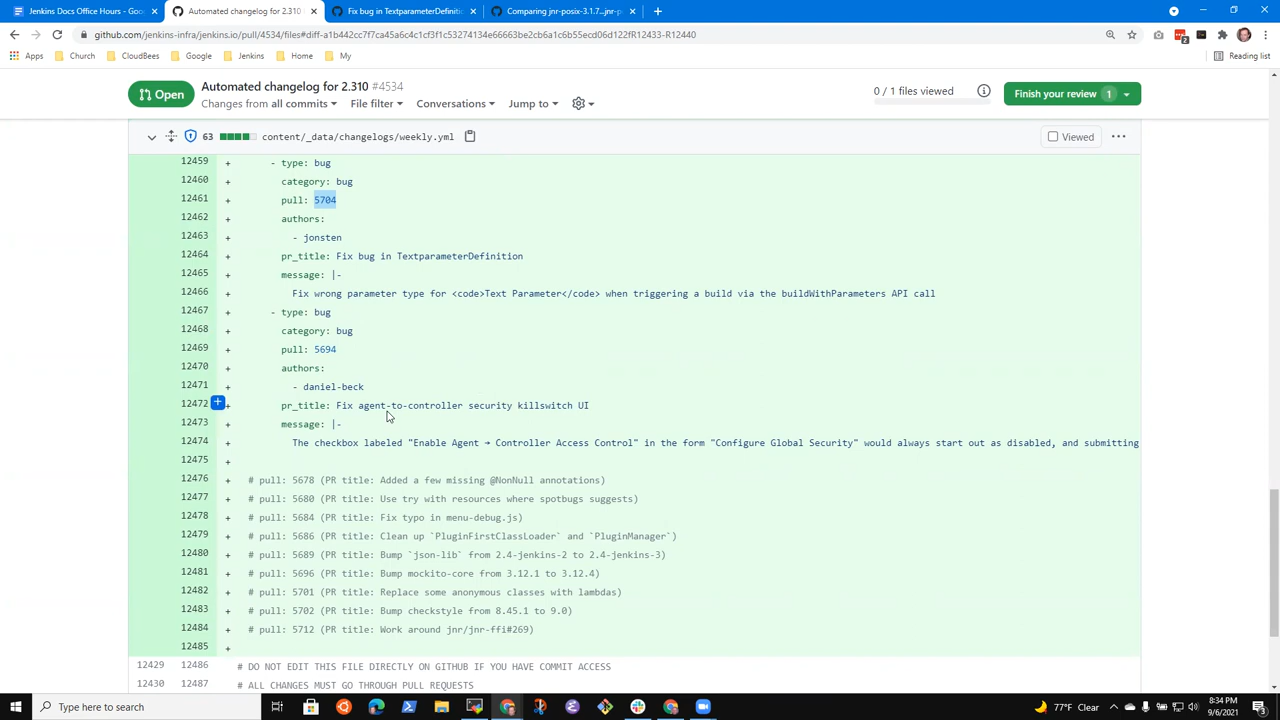 Jenkins Docs Office Hours - Goo
Automated changelog for 2.310
Fix bug in TextparameterDefinitio
Comparing jnr-posix-3.1.7...jnr-p
github.com/jenkins-infra/jenkins.io/pull/4534/files#diff-a1b442cc7f7ca45a6c4c1cf3f1c53274134e66663be2cb6a1c6b55ecd06d122fR12433-R12440
Apps Church CloudBees Google Jenkins Home My Reading list
Open
Automated changelog for 2.310 #4534
Changes from all commits File filter Conversations Jump to
0 / 1 files viewed
Finish your review 1
63 content/_data/changelogs/weekly.yml Viewed
12459 + - type: bug
12460 + category: bug
12461 + pull: 5704
12462 + authors:
12463 + - jonsten
12464 + pr_title: Fix bug in TextparameterDefinition
12465 + message: |-
12466 + Fix wrong parameter type for <code>Text Parameter</code> when triggering a build via the buildWithParameters API call
12467 + - type: bug
12468 + category: bug
12469 + pull: 5694
12470 + authors:
12471 + - daniel-beck
12472 + pr_title: Fix agent-to-controller security killswitch UI
12473 + message: |-
12474 + The checkbox labeled "Enable Agent → Controller Access Control" in the form "Configure Global Security" would always start out as disabled, and submitting
12475 +
12476 + # pull: 5678 (PR title: Added a few missing @NonNull annotations)
12477 + # pull: 5680 (PR title: Use try with resources where spotbugs suggests)
12478 + # pull: 5684 (PR title: Fix typo in menu-debug.js)
12479 + # pull: 5686 (PR title: Clean up `PluginFirstClassLoader` and `PluginManager`)
12480 + # pull: 5689 (PR title: Bump `json-lib` from 2.4-jenkins-2 to 2.4-jenkins-3)
12481 + # pull: 5696 (PR title: Bump mockito-core from 3.12.1 to 3.12.4)
12482 + # pull: 5701 (PR title: Replace some anonymous classes with lambdas)
12483 + # pull: 5702 (PR title: Bump checkstyle from 8.45.1 to 9.0)
12484 + # pull: 5712 (PR title: Work around jnr/jnr-ffi#269)
12485 +
12429 12486 # DO NOT EDIT THIS FILE DIRECTLY ON GITHUB IF YOU HAVE COMMIT ACCESS
12430 12487 # ALL CHANGES MUST GO THROUGH PULL REQUESTS
Type here to search
77°F Clear
8:34 PM
9/6/2021